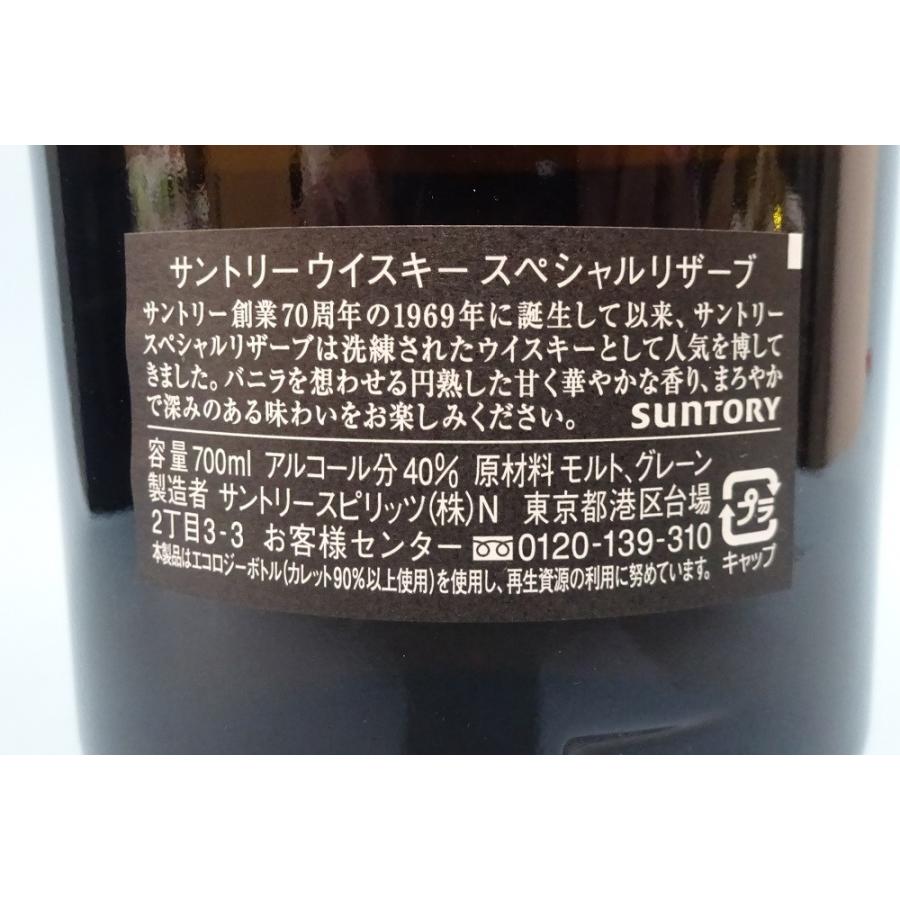 サントリーウイスキー スペシャルリザーブ
サントリー創業70周年の1969年に誕生して以来、サントリー
スペシャルリザーブは洗練されたウイスキーとして人気を博して
きました。バニラを想わせる円熟した甘く華やかな香り、まろやか
で深みのある味わいをお楽しみください。 SUNTORY
容量700ml アルコール分40% 原材料 モルト、グレーン
製造者 サントリースピリッツ(株)N 東京都港区台場
2丁目3-3 お客様センター 0120-139-310
本製品はエコロジーボトル(カレット90%以上使用)を使用し、再生資源の利用に努めています。
プラ
キャップ